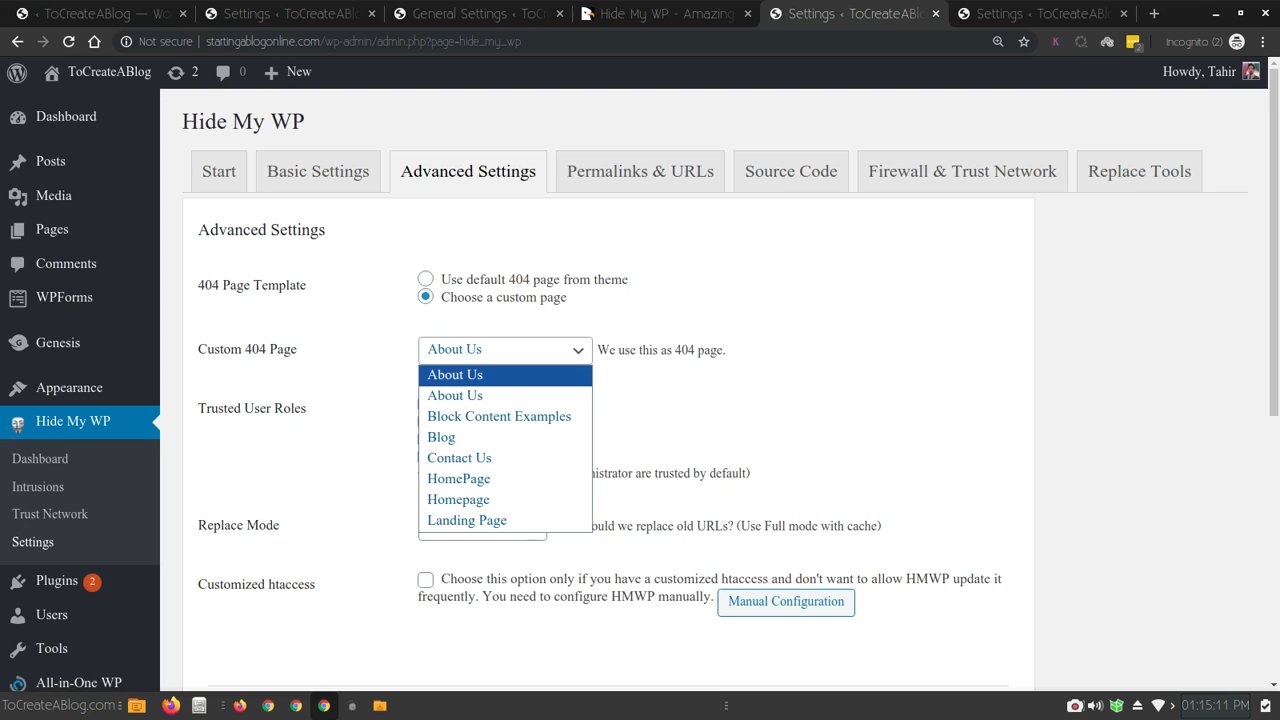 Settings ‹ ToCreateABlog — Wo
Settings ‹ ToCreateABlog
General Settings ‹ ToCr
Hide My WP - Amazing
Settings ‹ ToCreateABl
Settings ‹ ToCreateABl
Not secure | startingablogonline.com/wp-admin/admin.php?page=hide_my_wp
Incognito (2)
ToCreateABlog
2
0
New
Howdy, Tahir
Dashboard
Posts
Media
Pages
Comments
WPForms
Genesis
Appearance
Hide My WP
Dashboard
Intrusions
Trust Network
Settings
Plugins 2
Users
Tools
All-in-One WP
Hide My WP
Start
Basic Settings
Advanced Settings
Permalinks & URLs
Source Code
Firewall & Trust Network
Replace Tools
Advanced Settings
404 Page Template
Use default 404 page from theme
Choose a custom page
Custom 404 Page
About Us
We use this as 404 page.
About Us
About Us
Block Content Examples
Blog
Contact Us
HomePage
Homepage
Landing Page
Trusted User Roles
nistrator are trusted by default)
Replace Mode
ould we replace old URLs? (Use Full mode with cache)
Customized htaccess
Choose this option only if you have a customized htaccess and don't want to allow HMWP update it
frequently. You need to configure HMWP manually.
Manual Configuration
ToCreateABlog.com
01:15:11 PM